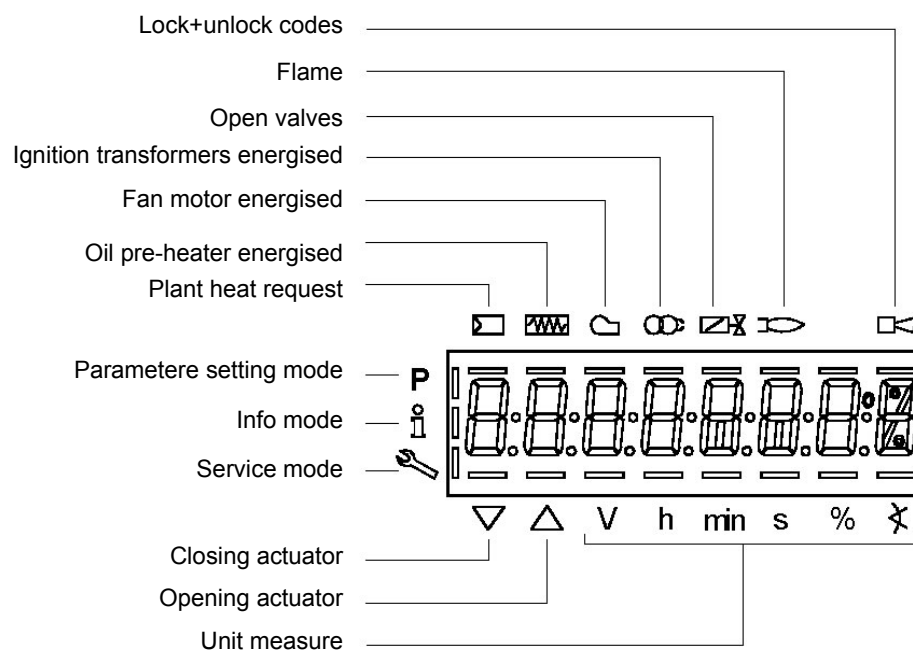 Lock+unlock codes
Flame
Open valves
Ignition transformers energised
Fan motor energised
Oil pre-heater energised
Plant heat request
Parametere setting mode
P
Info mode
i
Service mode
V h min s %
Closing actuator
Opening actuator
Unit measure